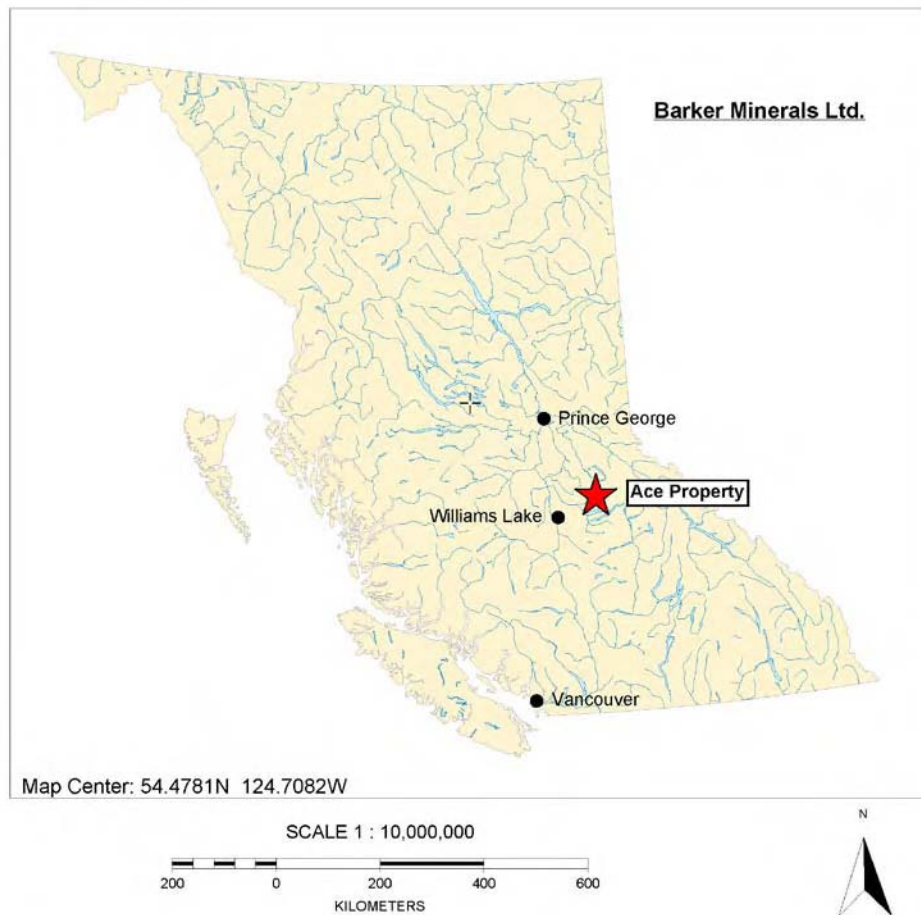 Barker Minerals Ltd.
Prince George
Ace Property
Williams Lake
Vancouver
Map Center: 54.4781N 124.7082W
SCALE 1 : 10,000,000
N
200 0 200 400 600
KILOMETERS